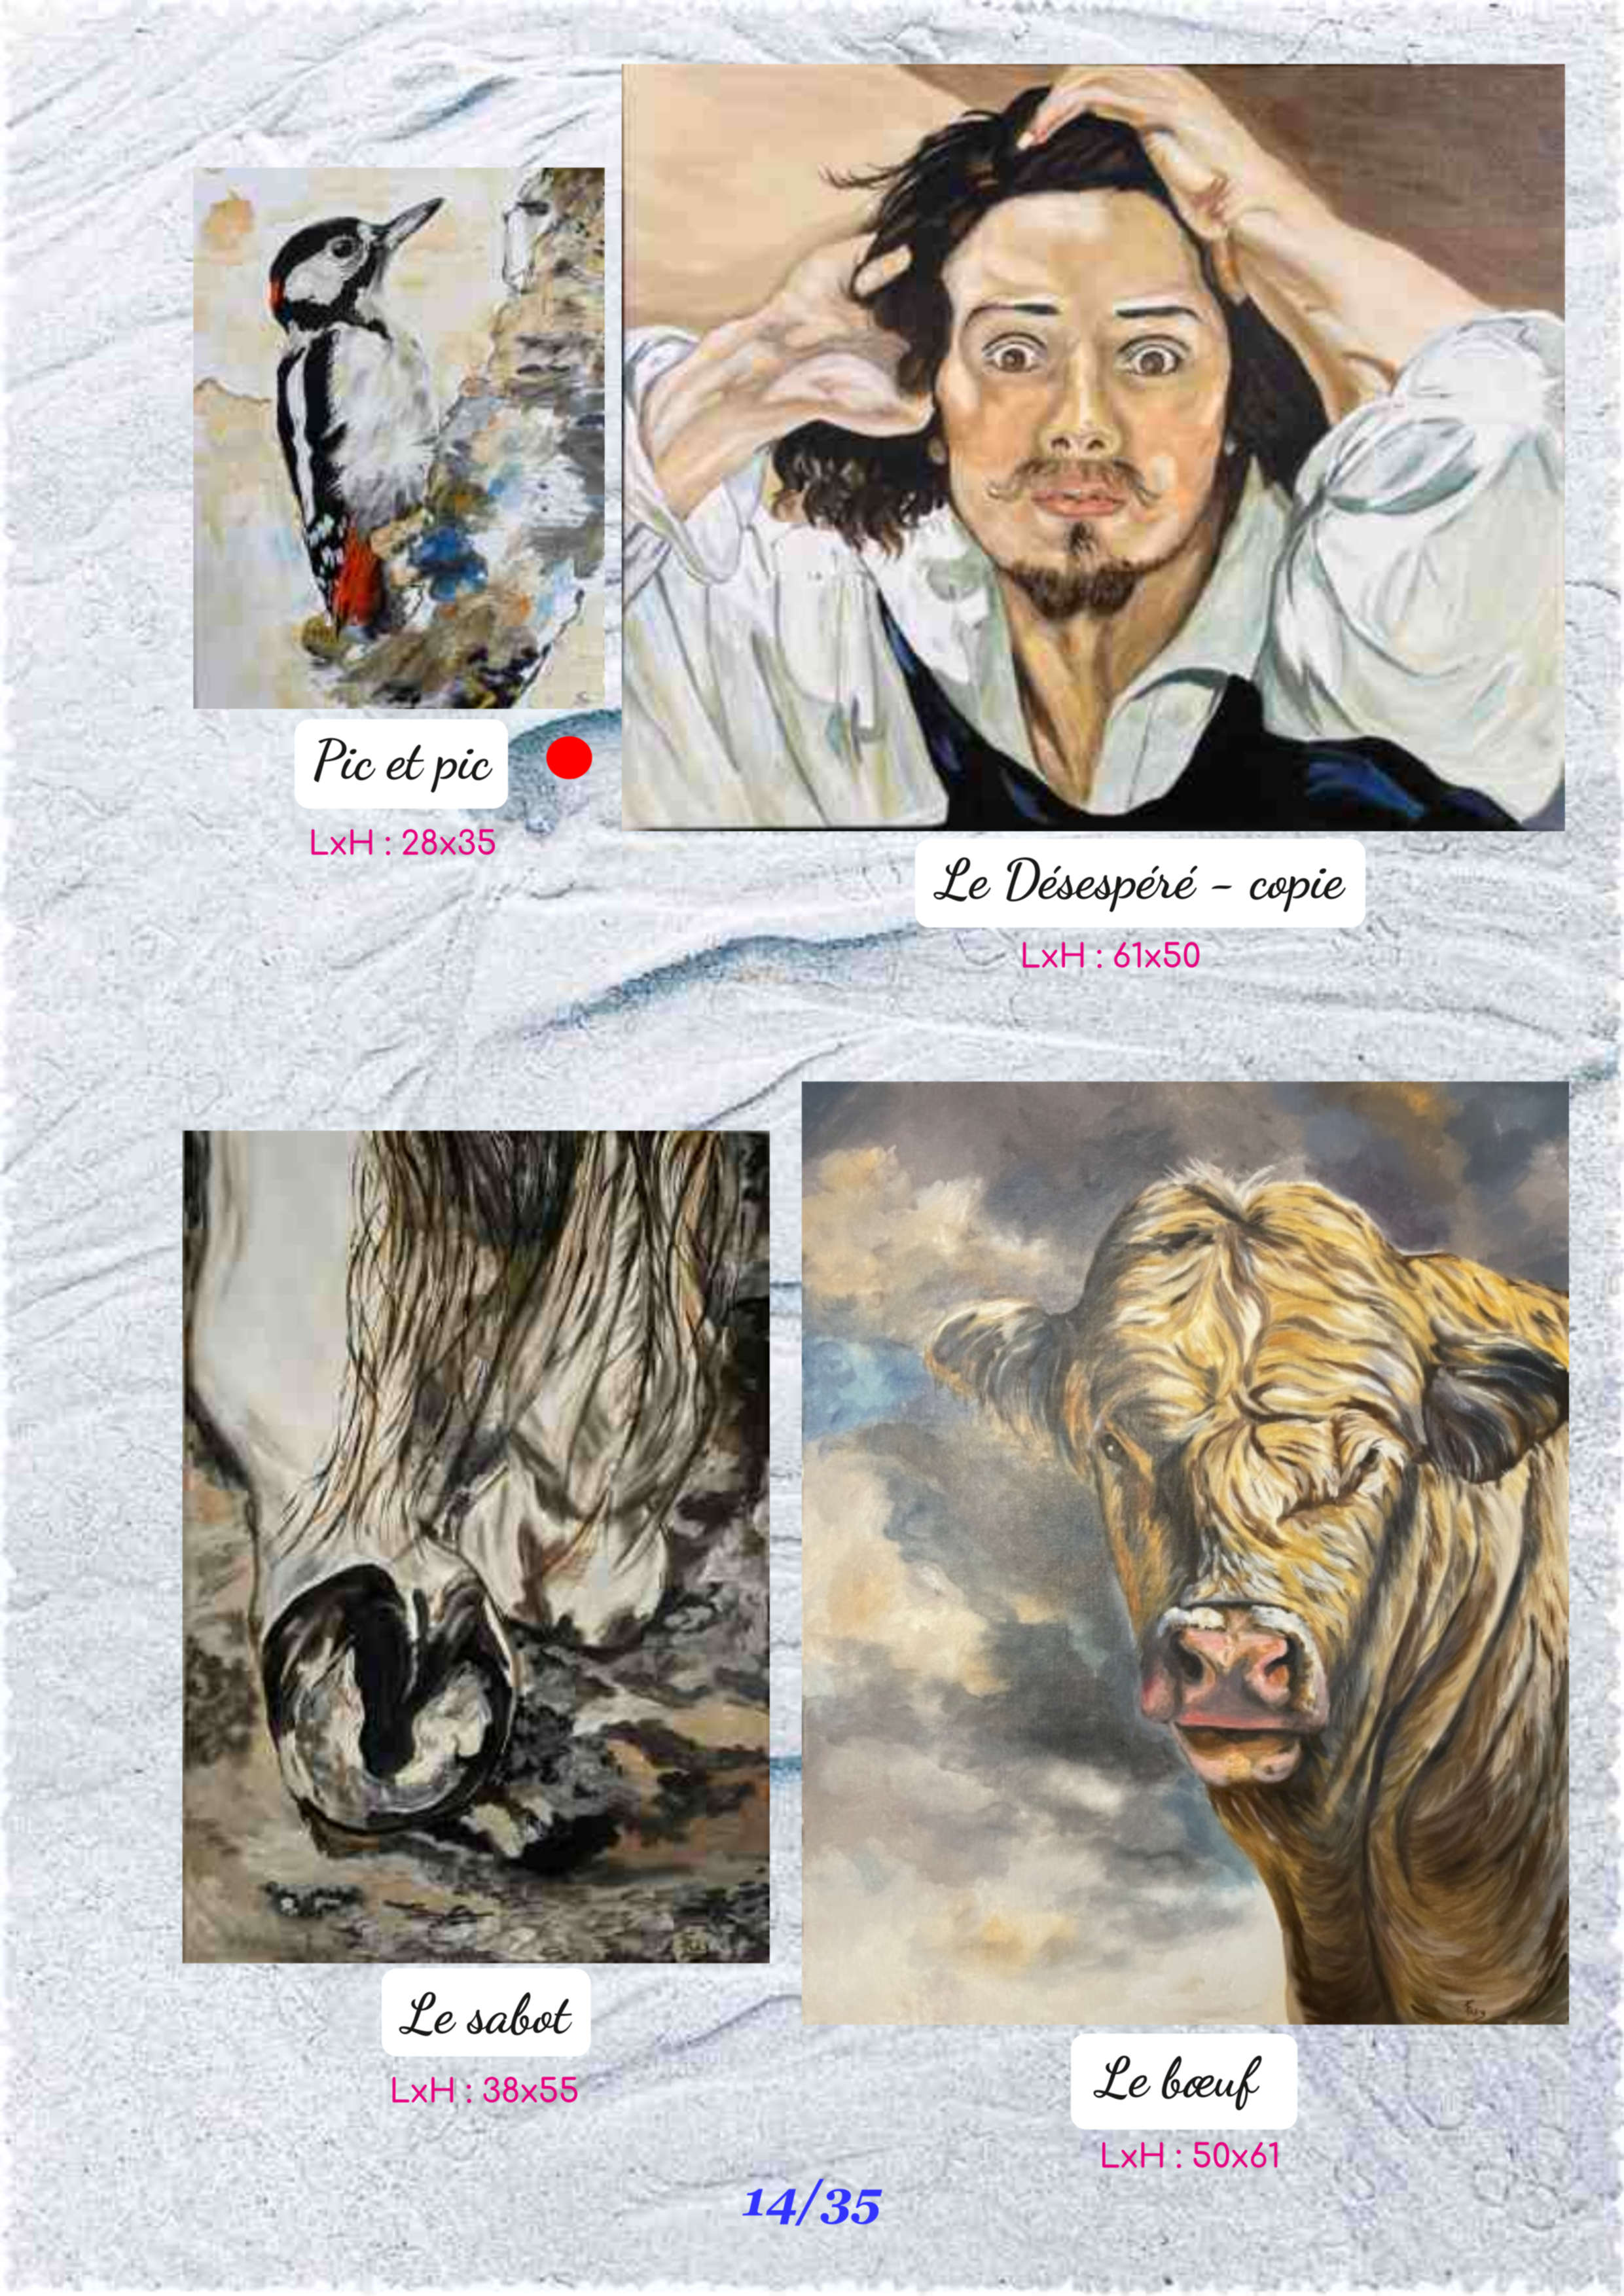 Pic et pic
LxH : 28x35
Le Désespéré - copie
LxH : 61x50
Le sabot
LxH : 38x55
Le bœuf
LxH : 50x61
14/35